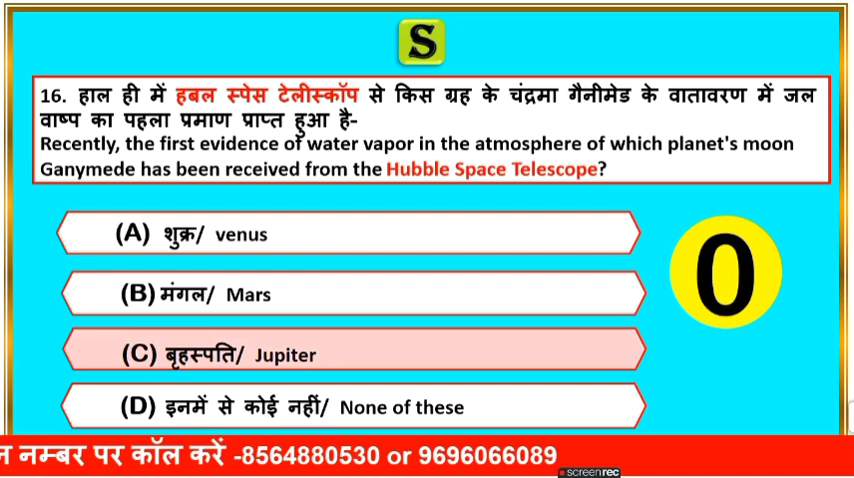 S
16. हाल ही में हबल स्पेस टेलीस्कॉप से किस ग्रह के चंद्रमा गैनीमेड के वातावरण में जल
वाष्प का पहला प्रमाण प्राप्त हुआ है-
Recently, the first evidence of water vapor in the atmosphere of which planet's moon
Ganymede has been received from the Hubble Space Telescope?
(A) शुक्र/ venus
(B) मंगल/ Mars
(C) बृहस्पति/ Jupiter
(D) इनमें से कोई नहीं/ None of these
0
नम्बर पर कॉल करें -8564880530 or 9696066089
screenrec